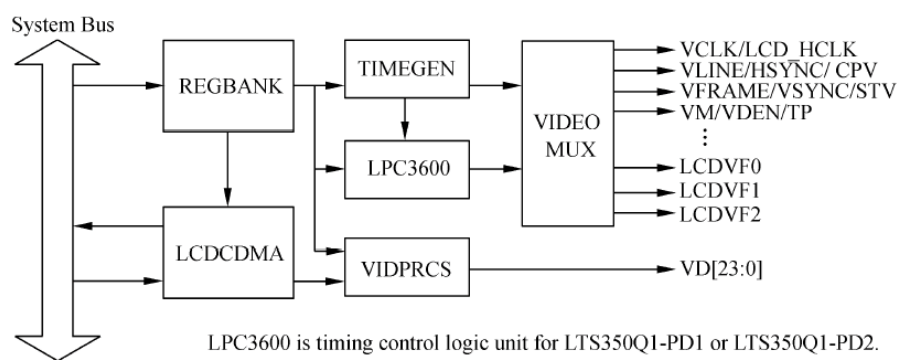 System Bus
REGBANK
TIMEGEN
LPC3600
VIDEO
MUX
LCDCDMA
VIDPRCS
VCLK/LCD_HCLK
VLINE/HSYNC/ CPV
VFRAME/VSYNC/STV
VM/VDEN/TP
⋮
LCDVF0
LCDVF1
LCDVF2
VD[23:0]
LPC3600 is timing control logic unit for LTS350Q1-PD1 or LTS350Q1-PD2.